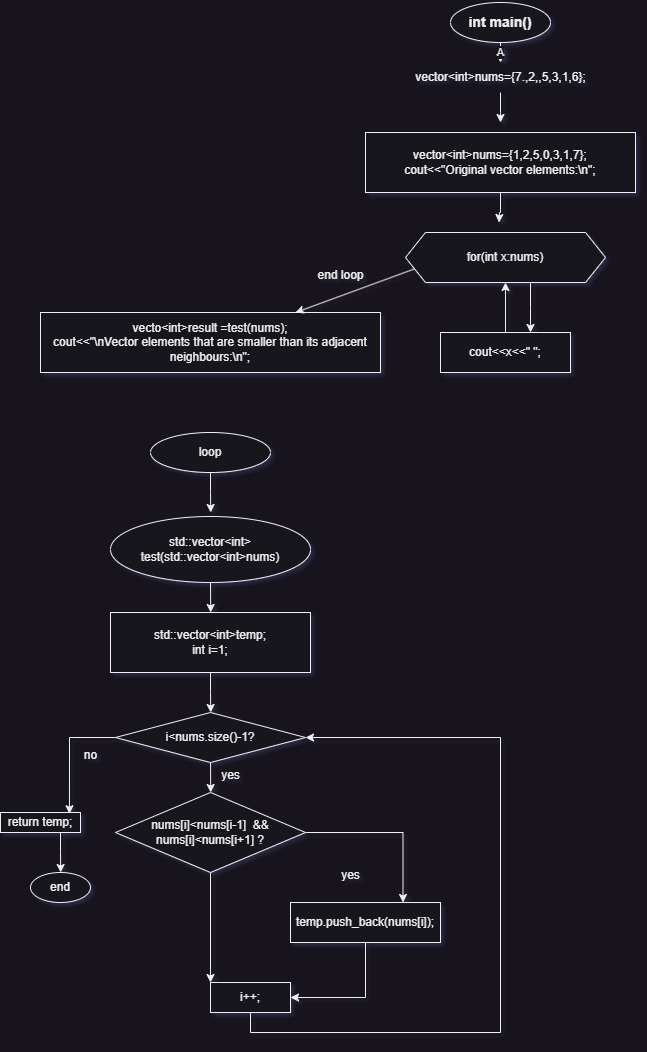 int main()
A
vector<int>nums={7.,2,,5,3,1,6};
vector<int>nums={1,2,5,0,3,1,7};
cout<<"Original vector elements:\n";
for(int x:nums)
end loop
cout<<x<<" ";
vecto<int>result =test(nums);
cout<<"\nVector elements that are smaller than its adjacent
neighbours:\n";
loop
std::vector<int>
test(std::vector<int>nums)
std::vector<int>temp;
int i=1;
i<nums.size()-1?
no
yes
nums[i]<nums[i-1] &&
nums[i]<nums[i+1] ?
return temp;
yes
end
temp.push_back(nums[i]);
i++;